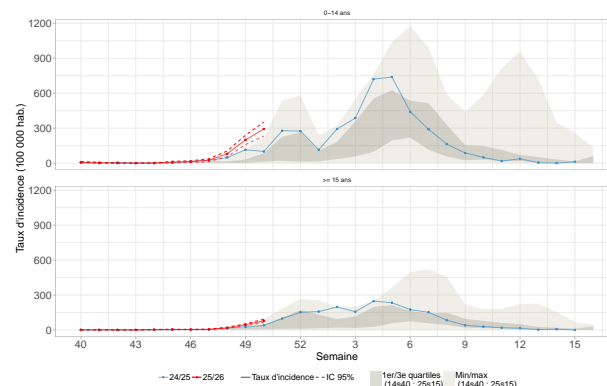 0−14 ans
1200
900
600
300
0
>= 15 ans
1200
900
600
300
0
40 43 46 49 52 3 6 9 12 15
Taux d'incidence (100 000 hab.)
Semaine
24/25 25/26 Taux d'incidence IC 95% 1er/3e quartiles (14s40 : 25s15) Min/max (14s40 : 25s15)